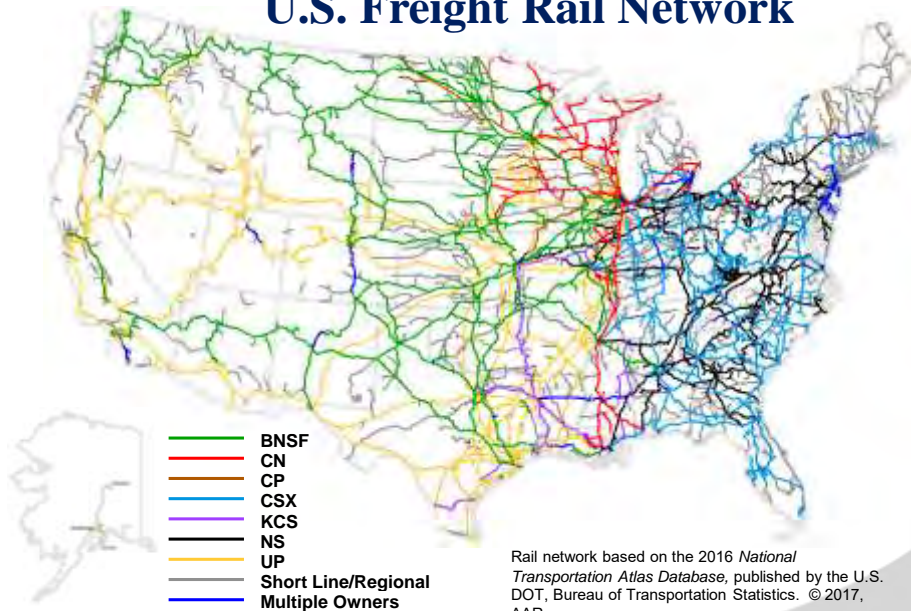 U.S. Freight Rail Network
BNSF
CN
CP
CSX
KCS
NS
UP
Short Line/Regional
Multiple Owners
Rail network based on the 2016 National
Transportation Atlas Database, published by the U.S.
DOT, Bureau of Transportation Statistics. © 2017,